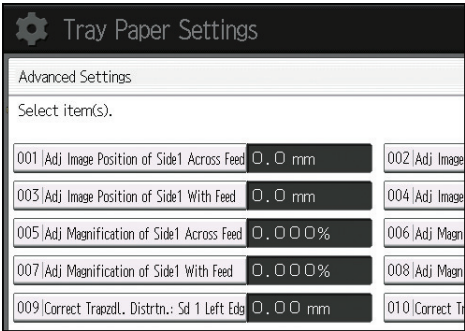 Tray Paper Settings
Advanced Settings
Select item(s).
001 Adj Image Position of Side1 Across Feed 0.0 mm 002 Adj Image
003 Adj Image Position of Side1 With Feed 0.0 mm 004 Adj Image
005 Adj Magnification of Side1 Across Feed 0.000% 006 Adj Magn
007 Adj Magnification of Side1 With Feed 0.000% 008 Adj Magn
009 Correct Trapzdl. Distrtn.: Sd 1 Left Edg 0.00 mm 010 Correct Tr